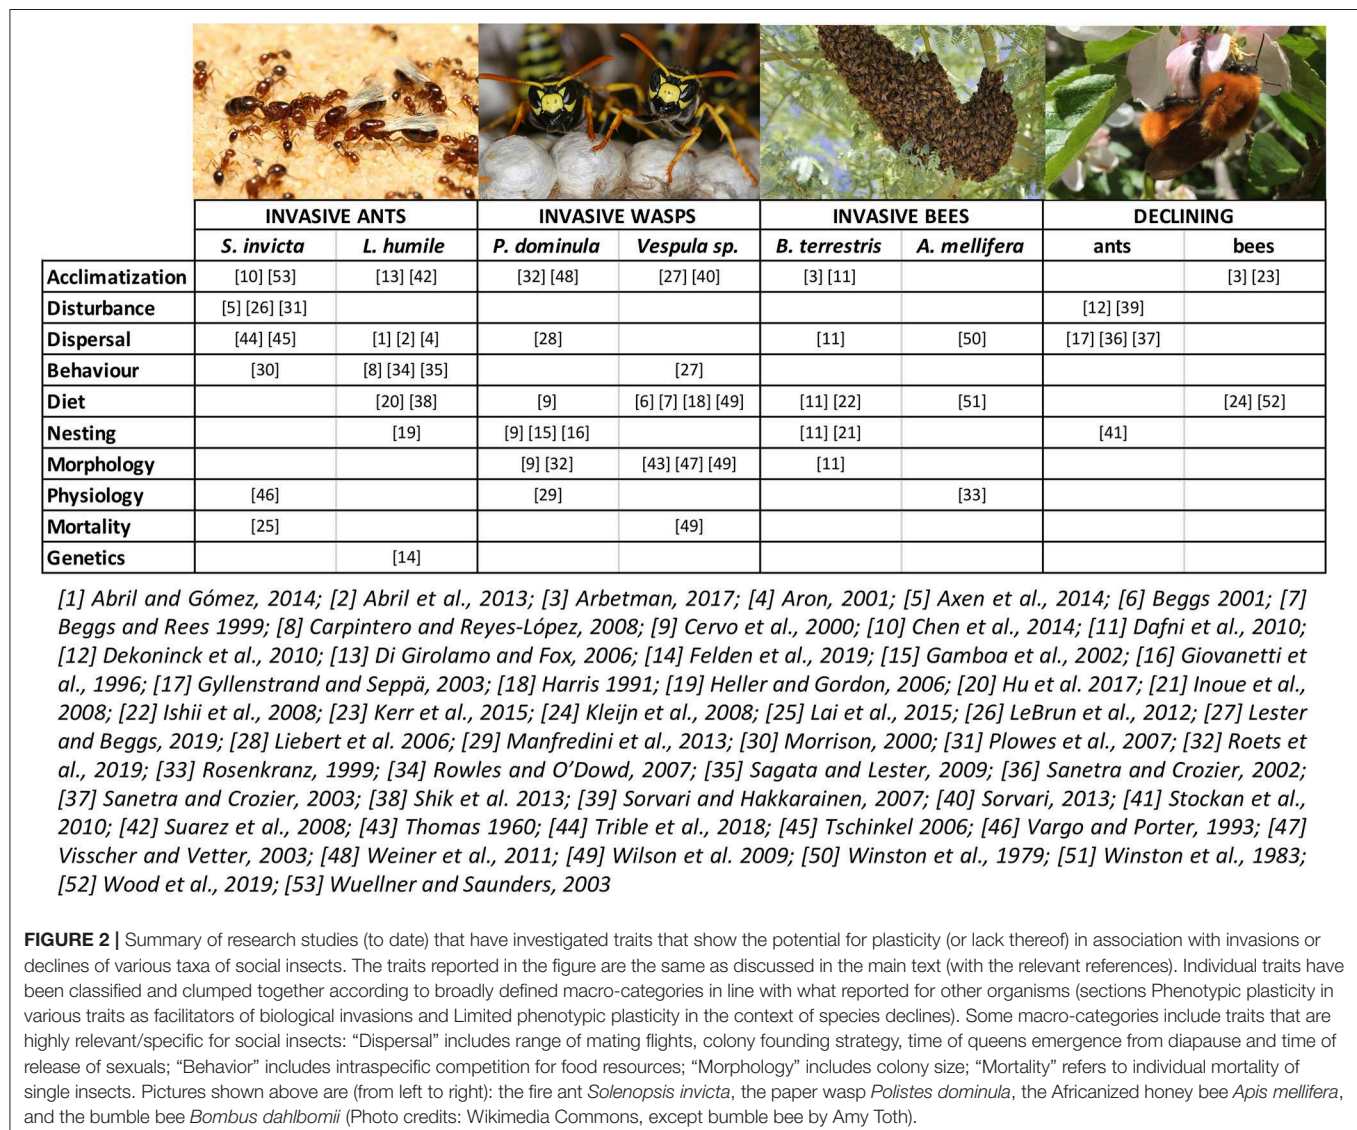 INVASIVE ANTS INVASIVE WASPS INVASIVE BEES DECLINING
S. invicta L. humile P. dominula Vespula sp. B. terrestris A. mellifera ants bees
Acclimatization [10] [53] [13] [42] [32] [48] [27] [40] [3] [11] [3] [23]
Disturbance [5] [26] [31] [12] [39]
Dispersal [44] [45] [1] [2] [4] [28] [11] [50] [17] [36] [37]
Behaviour [30] [8] [34] [35] [27]
Diet [20] [38] [9] [6] [7] [18] [49] [11] [22] [51] [24] [52]
Nesting [19] [9] [15] [16] [11] [21] [41]
Morphology [9] [32] [43] [47] [49] [11]
Physiology [46] [29] [33]
Mortality [25] [49]
Genetics [14]
[1] Abril and Gómez, 2014; [2] Abril et al., 2013; [3] Arbetman, 2017; [4] Aron, 2001; [5] Axen et al., 2014; [6] Beggs 2001; [7]
Beggs and Rees 1999; [8] Carpintero and Reyes-López, 2008; [9] Cervo et al., 2000; [10] Chen et al., 2014; [11] Dafni et al., 2010;
[12] Dekoninck et al., 2010; [13] Di Girolamo and Fox, 2006; [14] Felden et al., 2019; [15] Gamboa et al., 2002; [16] Giovanetti et
al., 1996; [17] Gyllenstrand and Seppä, 2003; [18] Harris 1991; [19] Heller and Gordon, 2006; [20] Hu et al. 2017; [21] Inoue et al.,
2008; [22] Ishii et al., 2008; [23] Kerr et al., 2015; [24] Kleijn et al., 2008; [25] Lai et al., 2015; [26] LeBrun et al., 2012; [27] Lester
and Beggs, 2019; [28] Liebert et al. 2006; [29] Manfredini et al., 2013; [30] Morrison, 2000; [31] Plowes et al., 2007; [32] Roets et
al., 2019; [33] Rosenkranz, 1999; [34] Rowles and O’Dowd, 2007; [35] Sagata and Lester, 2009; [36] Sanetra and Crozier, 2002;
[37] Sanetra and Crozier, 2003; [38] Shik et al. 2013; [39] Sorvari and Hakkarainen, 2007; [40] Sorvari, 2013; [41] Stockan et al.,
2010; [42] Suarez et al., 2008; [43] Thomas 1960; [44] Trible et al., 2018; [45] Tschinkel 2006; [46] Vargo and Porter, 1993; [47]
Visscher and Vetter, 2003; [48] Weiner et al., 2011; [49] Wilson et al. 2009; [50] Winston et al., 1979; [51] Winston et al., 1983;
[52] Wood et al., 2019; [53] Wuellner and Saunders, 2003
FIGURE 2 | Summary of research studies (to date) that have investigated traits that show the potential for plasticity (or lack thereof) in association with invasions or
declines of various taxa of social insects. The traits reported in the figure are the same as discussed in the main text (with the relevant references). Individual traits have
been classified and clumped together according to broadly defined macro-categories in line with what reported for other organisms (sections Phenotypic plasticity in
various traits as facilitators of biological invasions and Limited phenotypic plasticity in the context of species declines). Some macro-categories include traits that are
highly relevant/specific for social insects: “Dispersal” includes range of mating flights, colony founding strategy, time of queens emergence from diapause and time of
release of sexuals; “Behavior” includes intraspecific competition for food resources; “Morphology” includes colony size; “Mortality” refers to individual mortality of
single insects. Pictures shown above are (from left to right): the fire ant Solenopsis invicta, the paper wasp Polistes dominula, the Africanized honey bee Apis mellifera,
and the bumble bee Bombus dahlbomii (Photo credits: Wikimedia Commons, except bumble bee by Amy Toth).